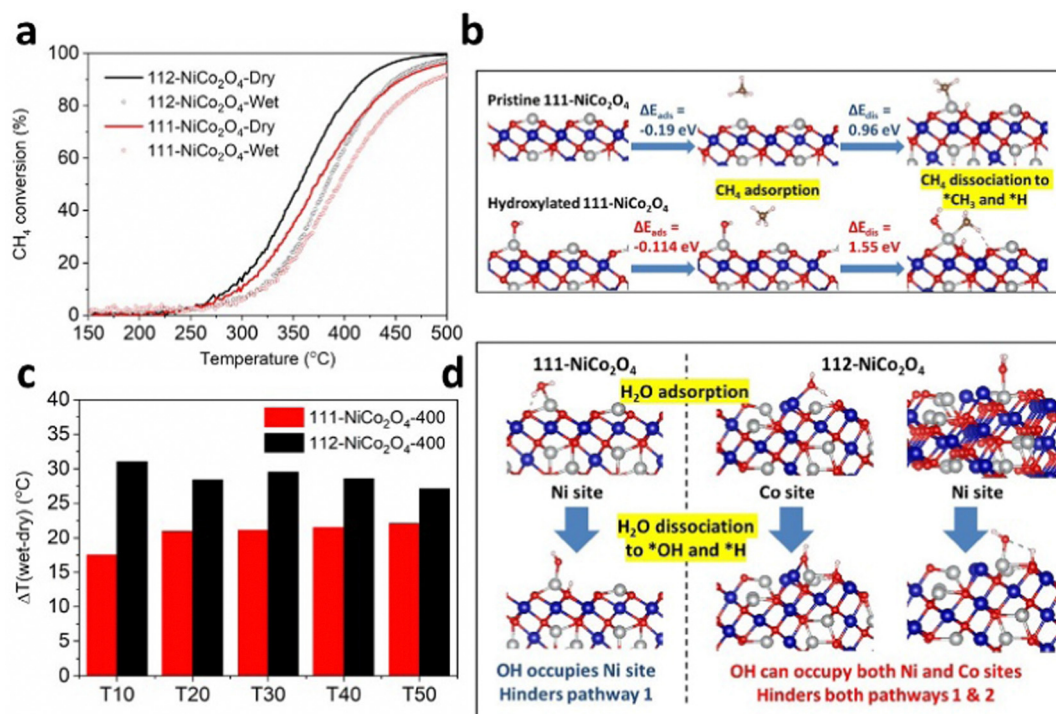 a
100
80
60
40
20
0
CH₄ conversion (%)
112-NiCo₂O₄-Dry
112-NiCo₂O₄-Wet
111-NiCo₂O₄-Dry
111-NiCo₂O₄-Wet
150 200 250 300 350 400 450 500
Temperature (°C)
b
Pristine 111-NiCo₂O₄
ΔE_ads =
-0.19 eV
ΔE_dis =
0.96 eV
CH₄ adsorption
CH₄ dissociation to
*CH₃ and *H
Hydroxylated 111-NiCo₂O₄
ΔE_ads =
-0.114 eV
ΔE_dis =
1.55 eV
c
40
35
30
25
20
15
10
5
0
ΔT(wet-dry) (°C)
111-NiCo₂O₄-400
112-NiCo₂O₄-400
T10 T20 T30 T40 T50
d
111-NiCo₂O₄
112-NiCo₂O₄
H₂O adsorption
Ni site
Co site
Ni site
H₂O dissociation
to *OH and *H
OH occupies Ni site
Hinders pathway 1
OH can occupy both Ni and Co sites
Hinders both pathways 1 & 2